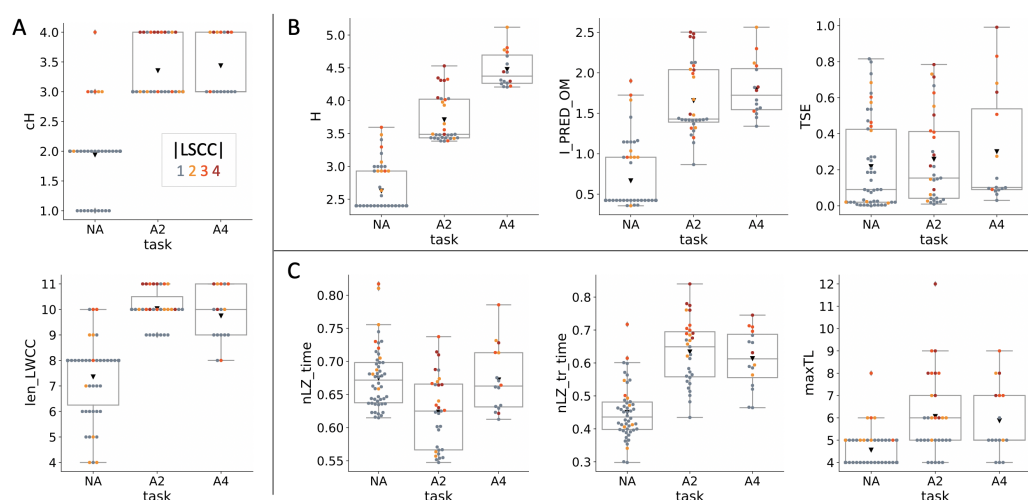 A
4.0
3.5
3.0
2.5
2.0
1.5
1.0
cH
NA A2 A4
task
|LSCC|
1 2 3 4
11
10
9
8
7
6
5
4
len_LWCC
NA A2 A4
task
B
5.0
4.5
4.0
3.5
3.0
2.5
H
NA A2 A4
task
2.5
2.0
1.5
1.0
0.5
I_PRED_OM
NA A2 A4
task
1.0
0.8
0.6
0.4
0.2
0.0
TSE
NA A2 A4
task
C
0.80
0.75
0.70
0.65
0.60
0.55
nLZ_time
NA A2 A4
task
0.8
0.7
0.6
0.5
0.4
0.3
nLZ_tr_time
NA A2 A4
task
12
11
10
9
8
7
6
5
4
maxTL
NA A2 A4
task